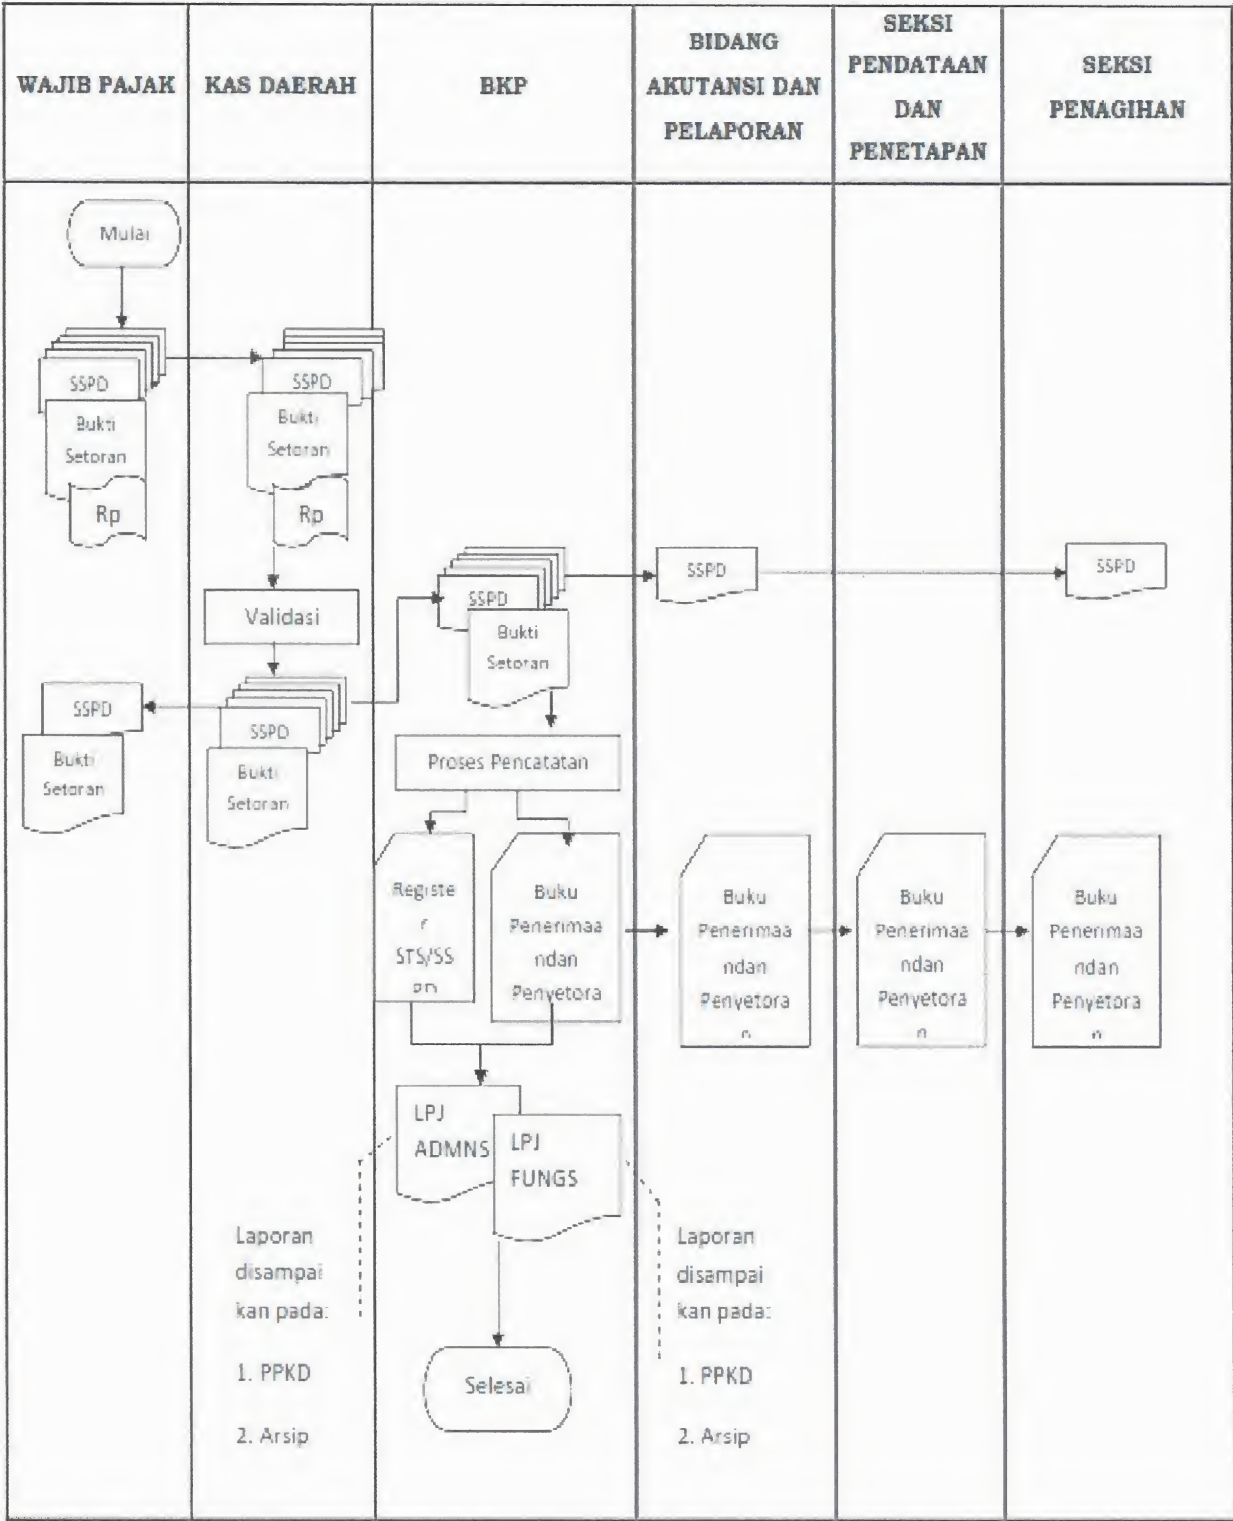 WAJIB PAJAK
KAS DAERAH
BKP
BIDANG
AKUTANSI DAN
PELAPORAN
SEKSI
PENDATAAN
DAN
PENETAPAN
SEKSI
PENAGIHAN
Mulai
SSPD
Bukti
Setoran
Rp
SSPD
Bukti
Setoran
Rp
Validasi
SSPD
Bukti
Setoran
SSPD
SSPD
SSPD
Bukti
Setoran
SSPD
Bukti
Setoran
Proses Pencatatan
Registe
r
STS/SS
PD
Buku
Penerimaa
ndan
Penyetora
Buku
Penerimaa
ndan
Penyetora
n
Buku
Penerimaa
ndan
Penyetora
n
Buku
Penerimaa
ndan
Penyetora
n
LPJ
ADMNS
LPJ
FUNGS
Laporan
disampai
kan pada:
1. PPKD
2. Arsip
Laporan
disampai
kan pada:
1. PPKD
2. Arsip
Selesai